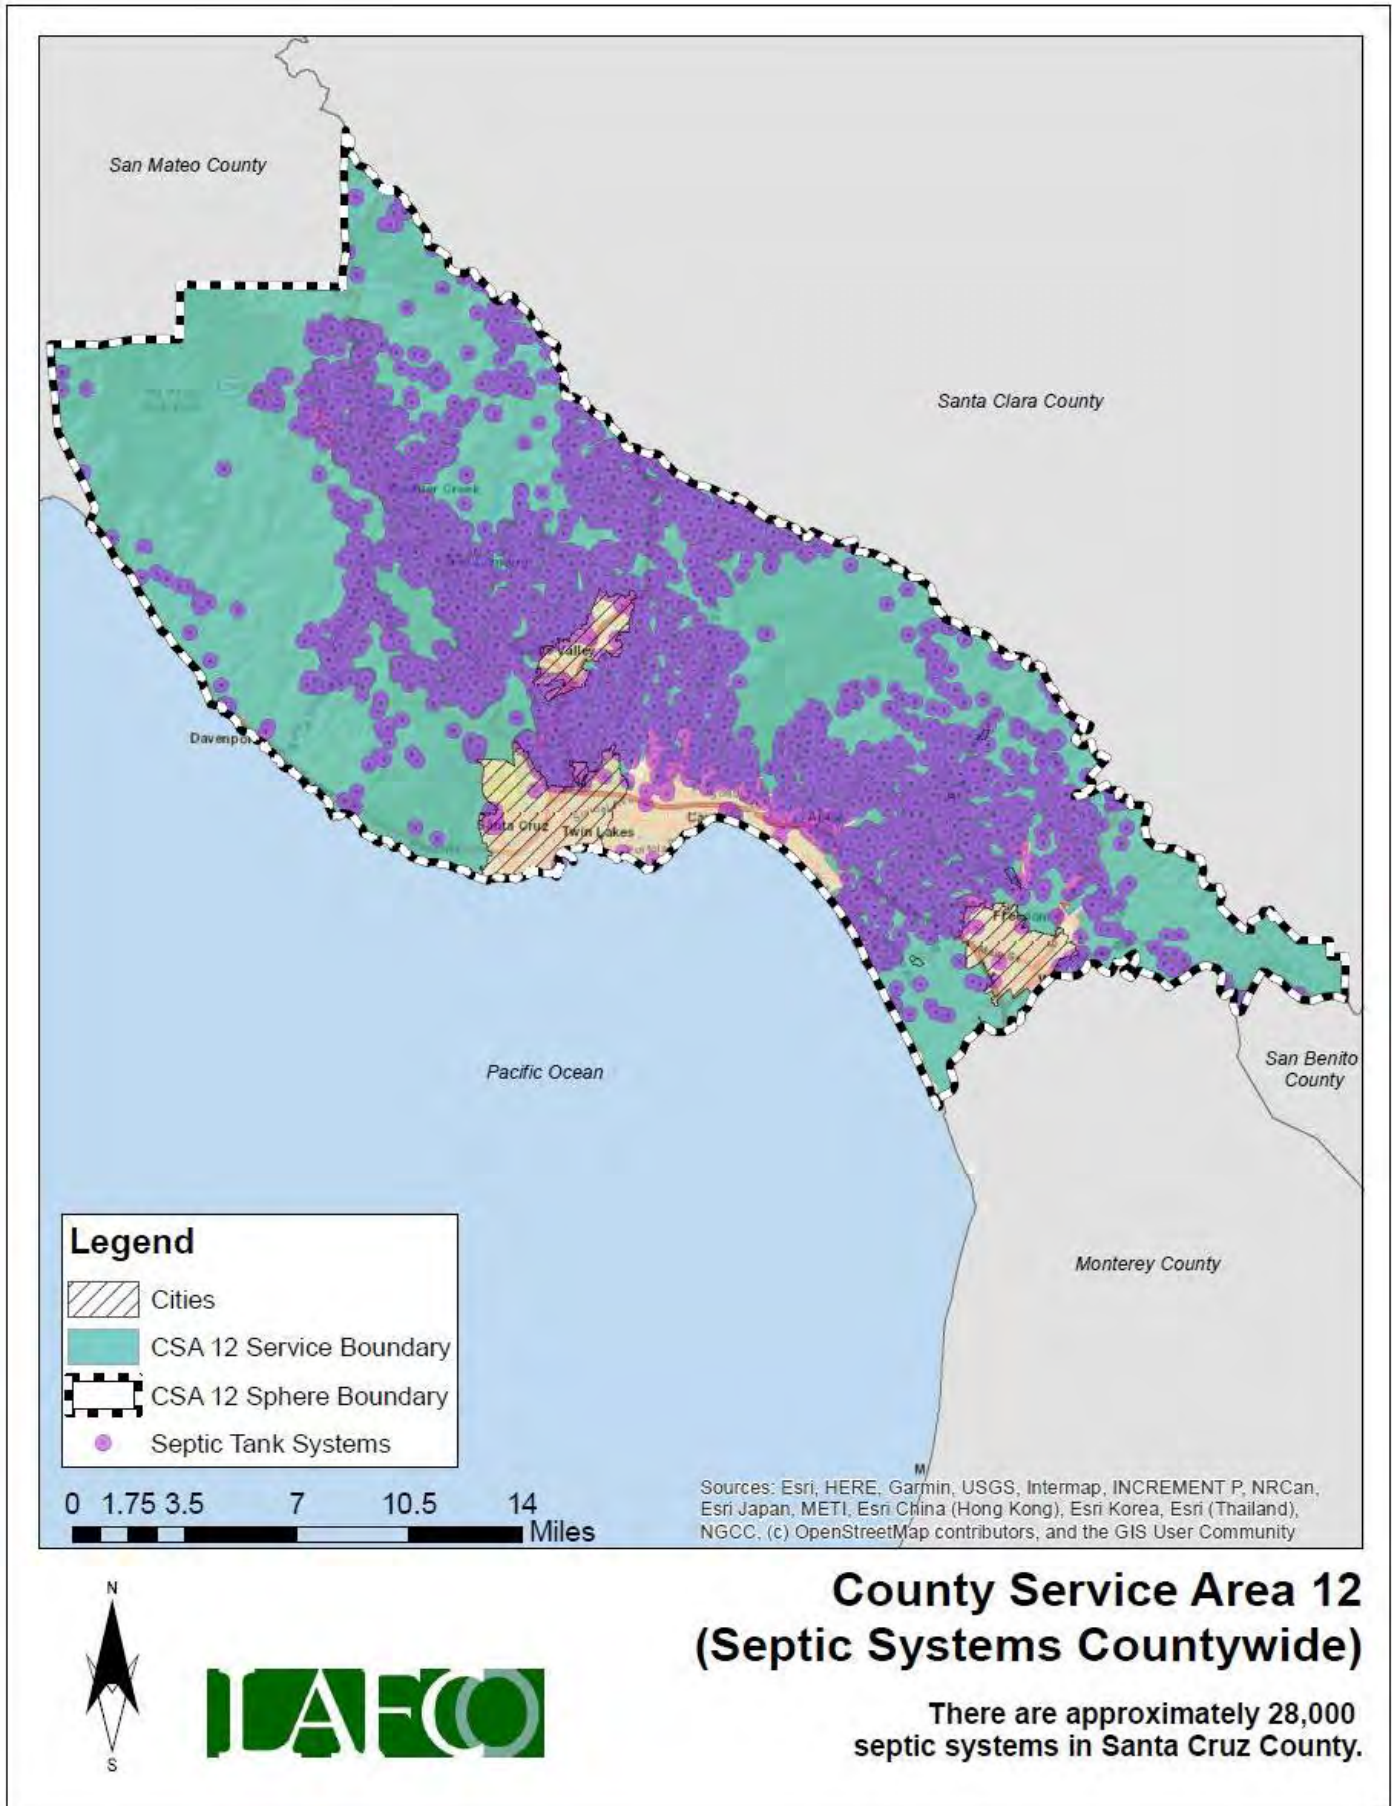 San Mateo County
Santa Clara County
Davenport
Santa Cruz
Twin Lakes
Pacific Ocean
San Benito
County
Monterey County
Legend
Cities
CSA 12 Service Boundary
CSA 12 Sphere Boundary
Septic Tank Systems
M
0 1.75 3.5 7 10.5 14
Miles
Sources: Esri, HERE, Garmin, USGS, Intermap, INCREMENT P, NRCan,
Esri Japan, METI, Esri China (Hong Kong), Esri Korea, Esri (Thailand),
NGCC, (c) OpenStreetMap contributors, and the GIS User Community
N
S
LAFCO
County Service Area 12
(Septic Systems Countywide)
There are approximately 28,000
septic systems in Santa Cruz County.